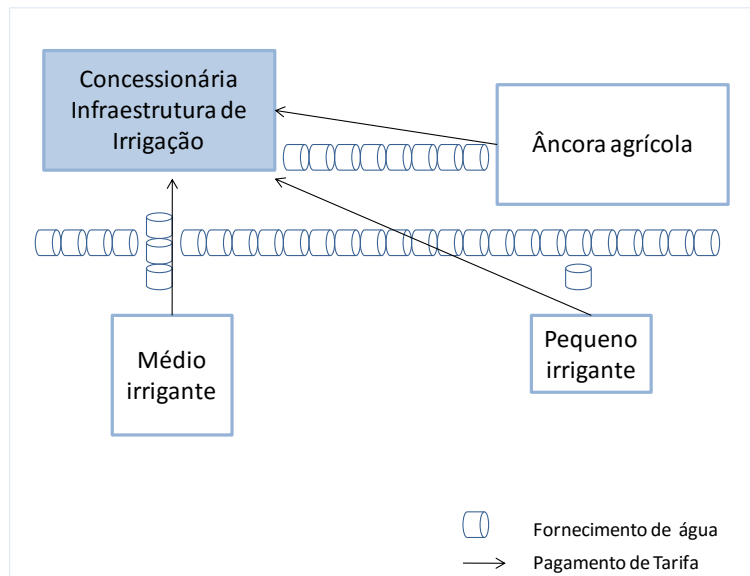 Concessionária
Infraestrutura de
Irrigação
Âncora agrícola
Médio
irrigante
Pequeno
irrigante
Fornecimento de água
Pagamento de Tarifa